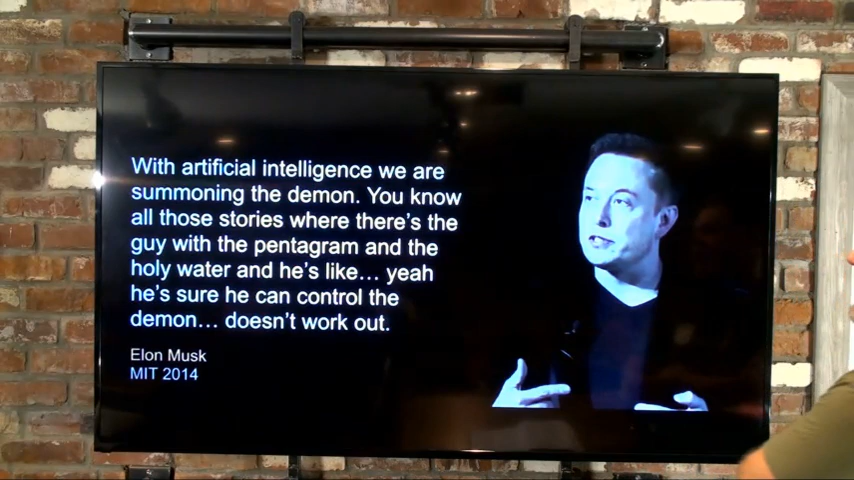 With artificial intelligence we are
summoning the demon. You know
all those stories where there's the
guy with the pentagram and the
holy water and he's like... yeah
he's sure he can control the
demon... doesn't work out.
Elon Musk
MIT 2014